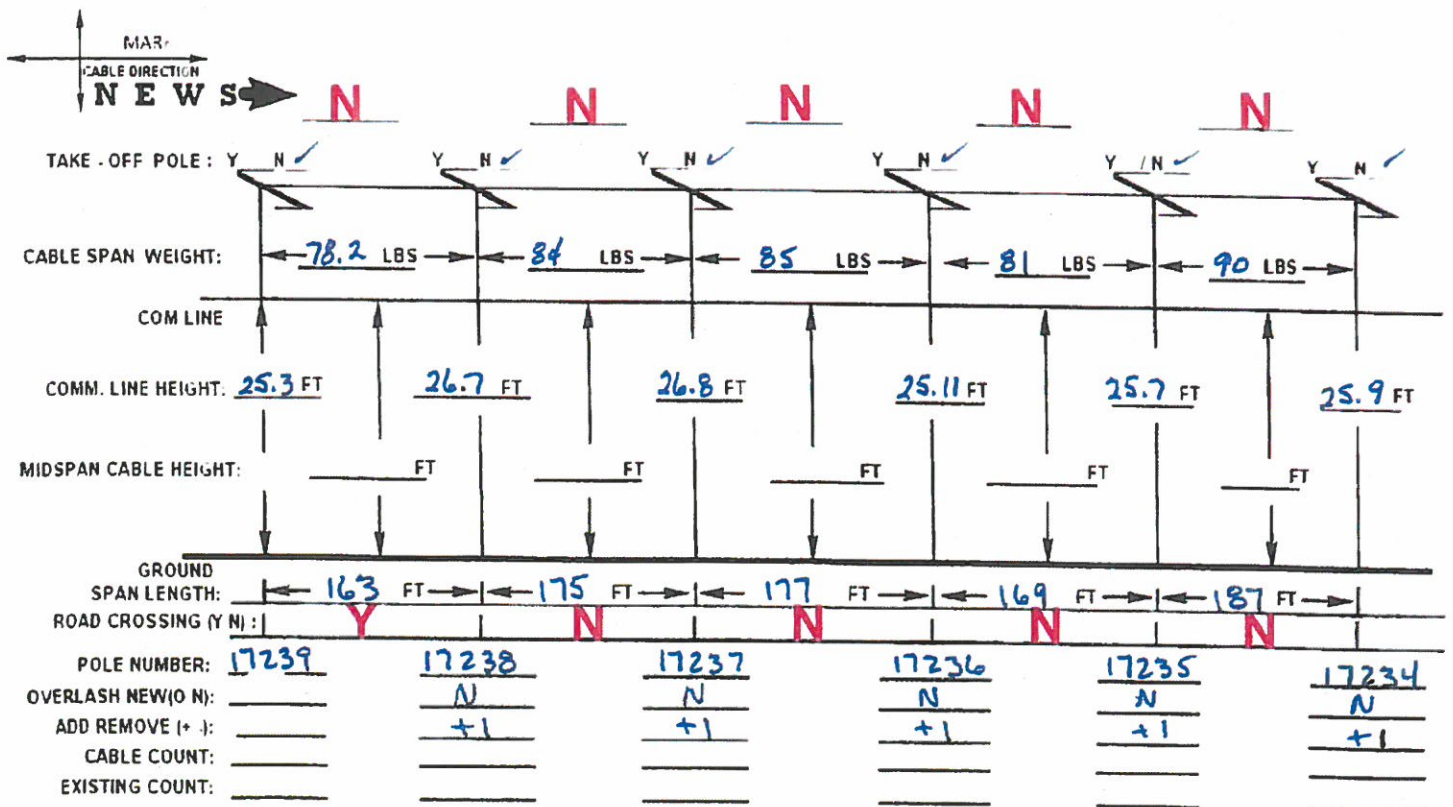 MAR
CABLE DIRECTION
N E W S N N N N N
TAKE - OFF POLE : Y N ✓ Y N ✓ Y N ✓ Y N ✓ Y / N ✓ Y N ✓
CABLE SPAN WEIGHT: 78.2 LBS 84 LBS 85 LBS 81 LBS 90 LBS
COM LINE
COMM. LINE HEIGHT: 25.3 FT 26.7 FT 26.8 FT 25.11 FT 25.7 FT 25.9 FT
MIDSPAN CABLE HEIGHT: FT FT FT FT FT
GROUND
SPAN LENGTH: 163 FT 175 FT 177 FT 169 FT 187 FT
ROAD CROSSING (Y N) : Y N N N N
POLE NUMBER: 17239 17238 17237 17236 17235 17234
OVERLASH NEW(O N): N N N N N
ADD REMOVE (+ -): +1 +1 +1 +1 +1
CABLE COUNT:
EXISTING COUNT: